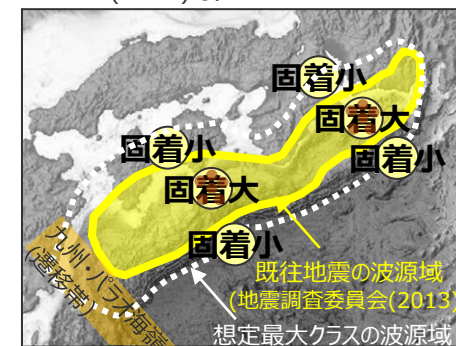 固着小
固着大
固着小
固着小
固着大
固着小
九州・パラオ海嶺
(遷移帯)
既往地震の波源域
(地震調査委員会(2013)
想定最大クラスの波源域